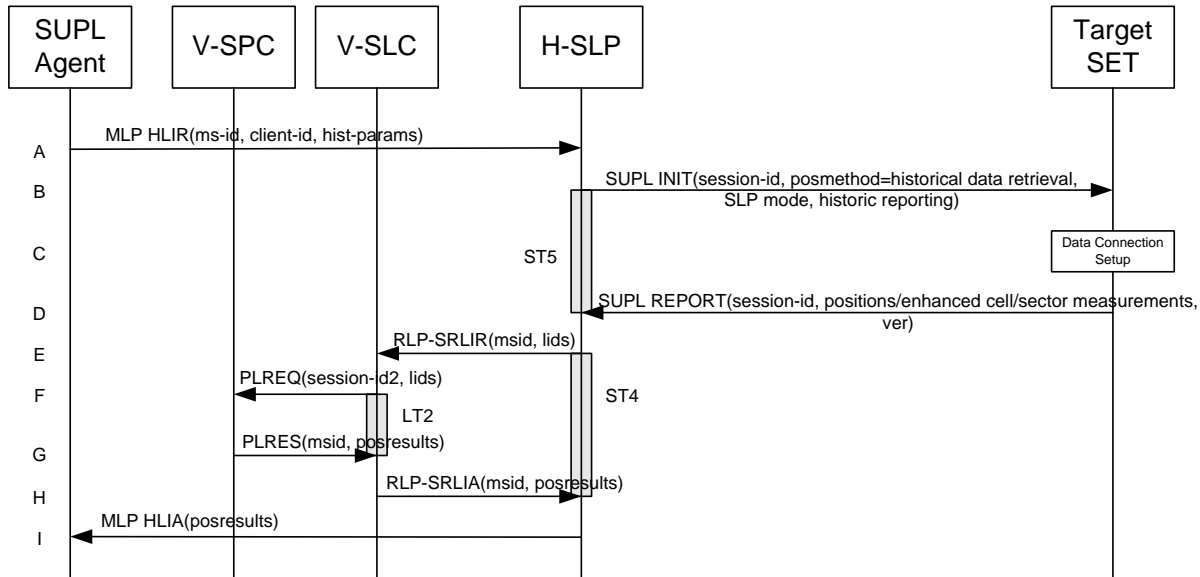 SUPL
Agent
V-SPC
V-SLC
H-SLP
Target
SET
A
MLP HLIR(ms-id, client-id, hist-params)
B
SUPL INIT(session-id, posmethod=historical data retrieval,
SLP mode, historic reporting)
C
ST5
Data Connection
Setup
D
SUPL REPORT(session-id, positions/enhanced cell/sector measurements,
ver)
E
RLP-SRLIR(msid, lids)
F
PLREQ(session-id2, lids)
ST4
LT2
G
PLRES(msid, posresults)
H
RLP-SRLIA(msid, posresults)
I
MLP HLIA(posresults)